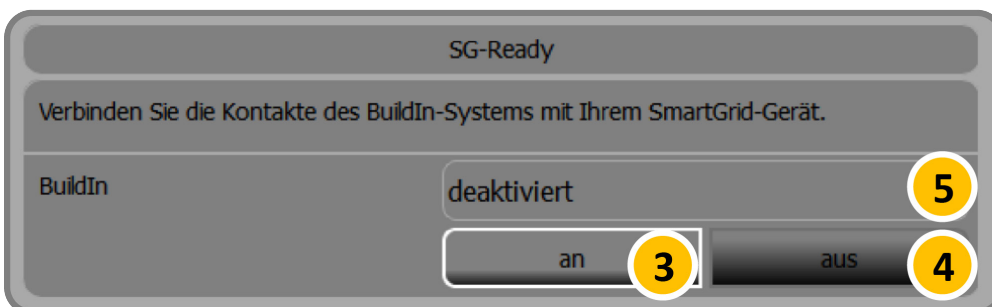 SG-Ready
Verbinden Sie die Kontakte des BuildIn-Systems mit Ihrem SmartGrid-Gerät.
BuildIn deaktiviert 5
an 3 aus 4